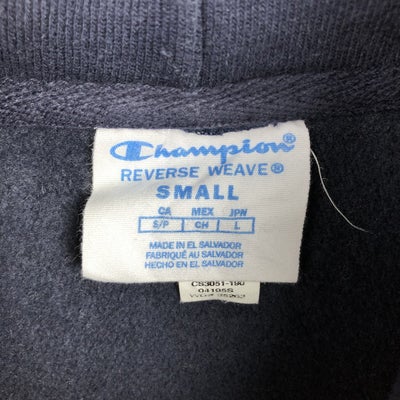 Champion®
REVERSE WEAVE®
SMALL
CA MEX JPN
S/P CH L
MADE IN EL SALVADOR
FABRIQUÉ AU SALVADOR
HECHO EN EL SALVADOR
CS3051-190
04195S